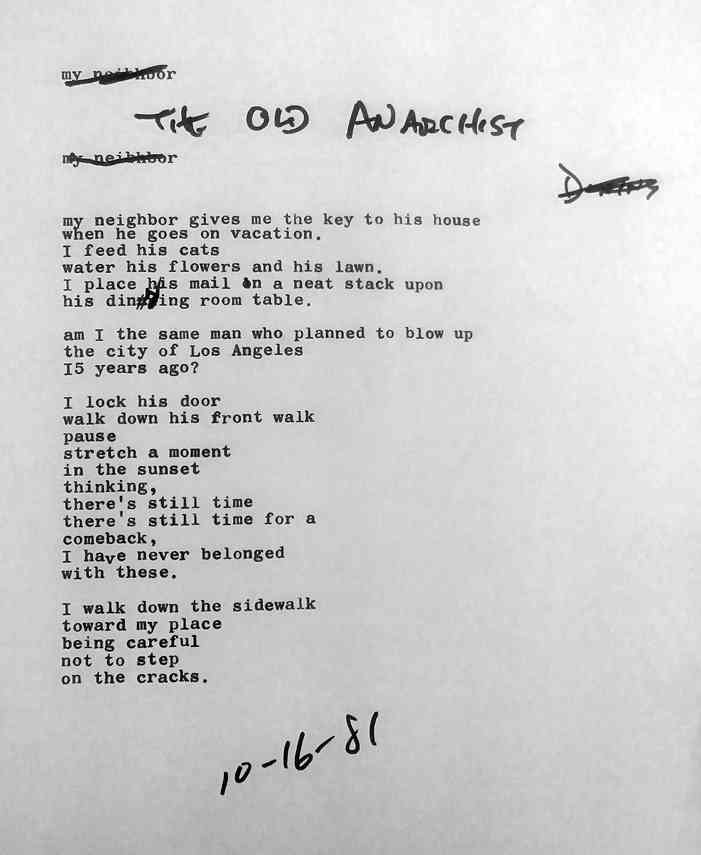 my neighbor
THE OLD ANARCHIST
my neibhbor
my neighbor gives me the key to his house
when he goes on vacation.
I feed his cats
water his flowers and his lawn.
I place his mail in a neat stack upon
his dining room table.
am I the same man who planned to blow up
the city of Los Angeles
I5 years ago?
I lock his door
walk down his front walk
pause
stretch a moment
in the sunset
thinking,
there's still time
there's still time for a
comeback,
I have never belonged
with these.
I walk down the sidewalk
toward my place
being careful
not to step
on the cracks.
10-16-81